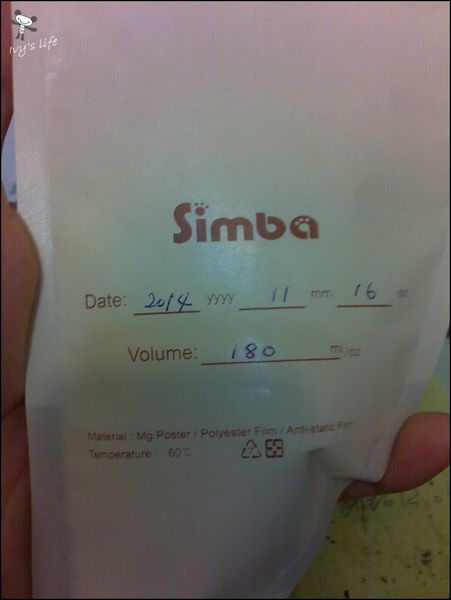 Ivy's life
Simba
Date: 2014 yyyy 11 mm 16 dd
Volume: 180 ml/oz
Material : Mg Poster / Polyester Film / Anti-static Film
Temperature : 60°C